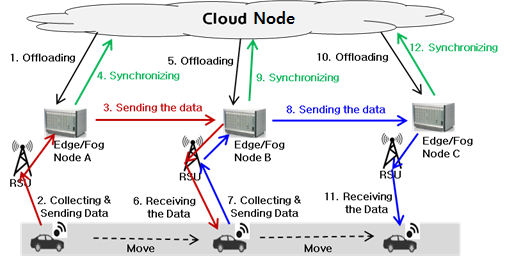 Cloud Node
1. Offloading
4. Synchronizing
5. Offloading
9. Synchronizing
10. Offloading
12. Synchronizing
3. Sending the data
8. Sending the data
Edge/Fog
Node A
Edge/Fog
Node B
Edge/Fog
Node C
RSU
RSU
RSU
2. Collecting &
Sending Data
6. Receiving
the Data
7. Collecting &
Sending Data
11. Receiving
the Data
Move
Move